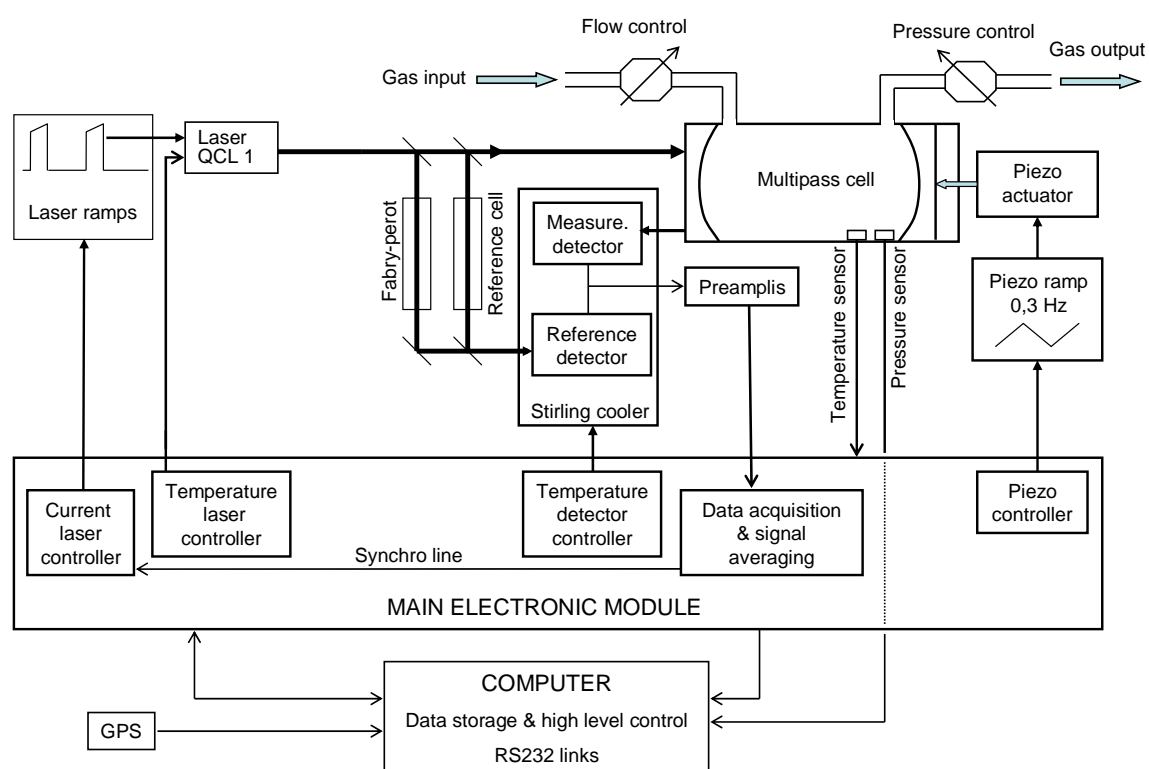 Flow control
Pressure control
Gas output
Gas input
Laser
QCL 1
Laser ramps
Fabry-perot
Reference cell
Measure.
detector
Reference
detector
Stirling cooler
Multipass cell
Preamplis
Temperature sensor
Pressure sensor
Piezo
actuator
Piezo ramp
0,3 Hz
Current
laser
controller
Temperature
laser
controller
Temperature
detector
controller
Data acquisition
& signal
averaging
Piezo
controller
Synchro line
MAIN ELECTRONIC MODULE
COMPUTER
Data storage & high level control
RS232 links
GPS